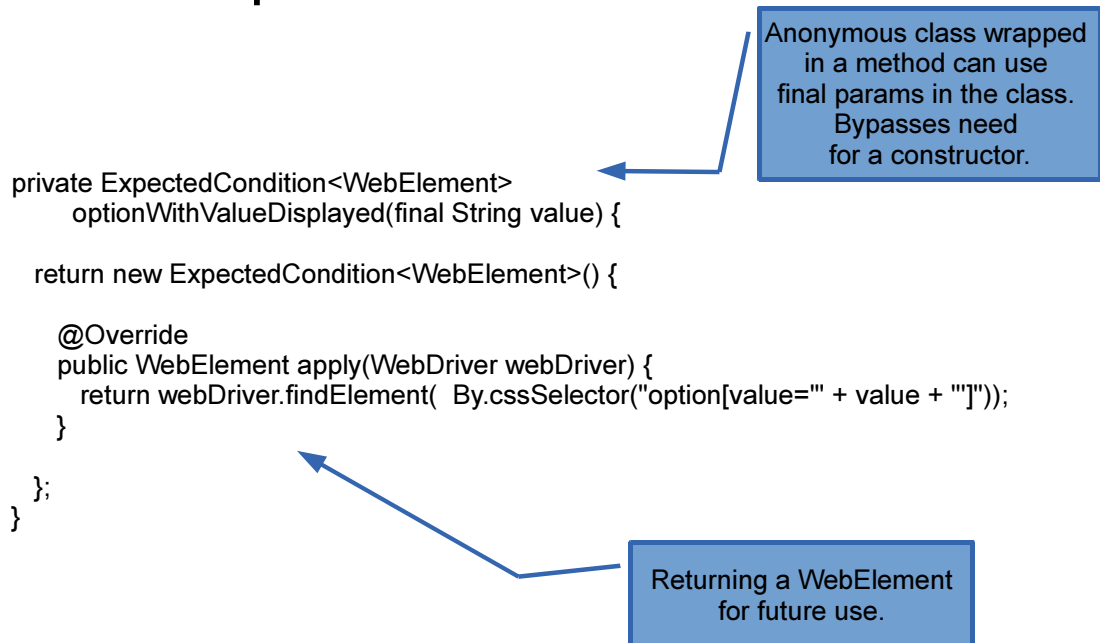 Anonymous class wrapped
in a method can use
final params in the class.
Bypasses need
for a constructor.
private ExpectedCondition<WebElement>
optionWithValueDisplayed(final String value) {
return new ExpectedCondition<WebElement>() {
@Override
public WebElement apply(WebDriver webDriver) {
return webDriver.findElement( By.cssSelector("option[value='" + value + "']"));
}
};
}
Returning a WebElement
for future use.